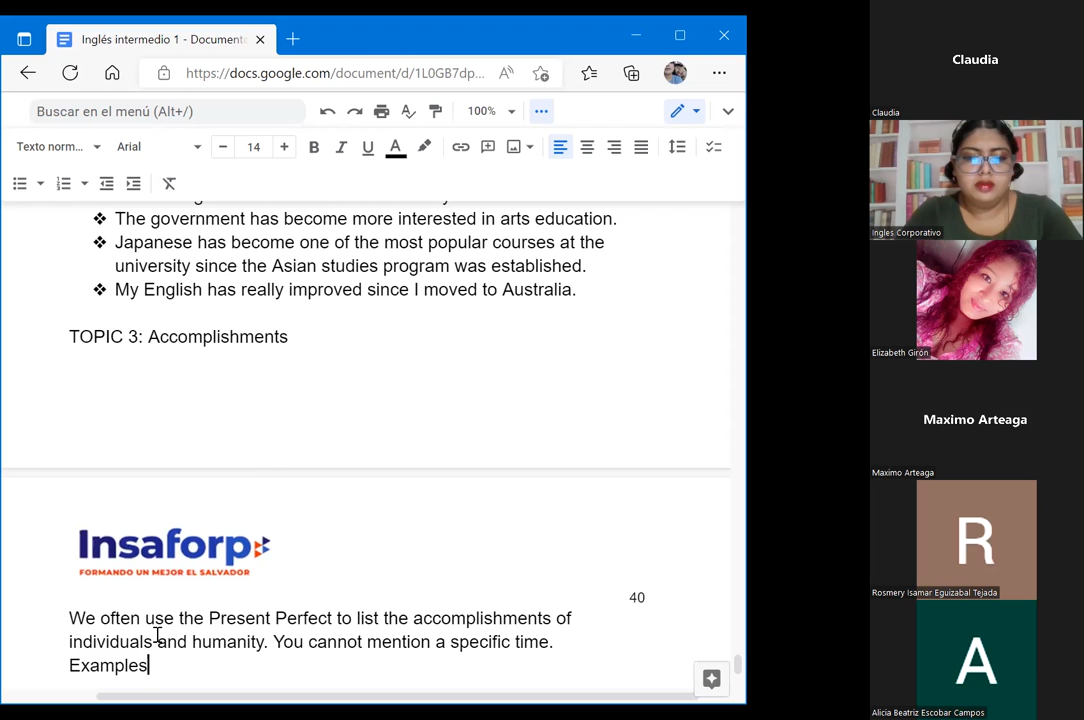 Inglés intermedio 1 - Documento
https://docs.google.com/document/d/1L0GB7dp...
Buscar en el menú (Alt+/)
100%
Texto norm...
Arial
14
The government has become more interested in arts education.
Japanese has become one of the most popular courses at the
university since the Asian studies program was established.
My English has really improved since I moved to Australia.
TOPIC 3: Accomplishments
Insaforp
FORMANDO UN MEJOR EL SALVADOR
40
We often use the Present Perfect to list the accomplishments of
individuals and humanity. You cannot mention a specific time.
Examples
Claudia
Claudia
Ingles Corporativo
Elizabeth Girón
Maximo Arteaga
Maximo Arteaga
R
Rosmery Isamar Eguizabal Tejada
A
Alicia Beatriz Escobar Campos